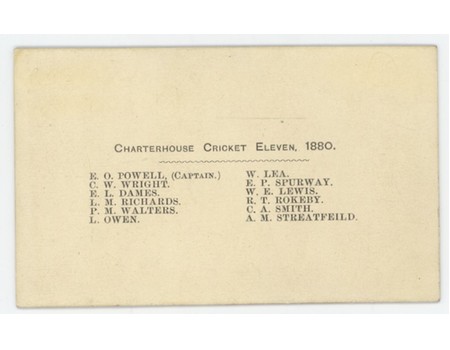 CHARTERHOUSE CRICKET ELEVEN, 1880.
E. O. POWELL, (CAPTAIN.)
C. W. WRIGHT.
E. L. DAMES.
L. M. RICHARDS.
P. M. WALTERS.
L. OWEN.
W. LEA.
E. P. SPURWAY.
W. E. LEWIS.
R. T. ROKEBY.
C. A. SMITH.
A. M. STREATFEILD.